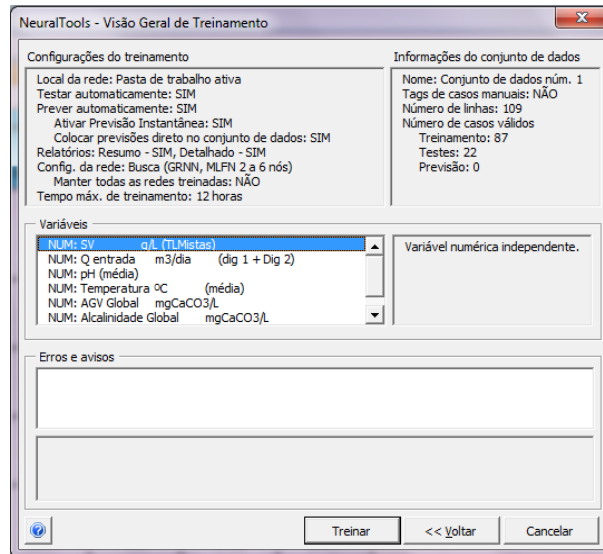 NeuralTools - Visão Geral de Treinamento
Configurações do treinamento
Local da rede: Pasta de trabalho ativa
Testar automaticamente: SIM
Prever automaticamente: SIM
Ativar Previsão Instantânea: SIM
Colocar previsões direto no conjunto de dados: SIM
Relatórios: Resumo - SIM, Detalhado - SIM
Config. da rede: Busca (GRNN, MLFN 2 a 6 nós)
Manter todas as redes treinadas: NÃO
Tempo máx. de treinamento: 12 horas
Informações do conjunto de dados
Nome: Conjunto de dados núm. 1
Tags de casos manuais: NÃO
Número de linhas: 109
Número de casos válidos
Treinamento: 87
Testes: 22
Previsão: 0
Variáveis
NUM: SV g/L (TLMistas)
NUM: Q entrada m3/dia (dig 1 + Dig 2)
NUM: pH (média)
NUM: Temperatura ºC (média)
NUM: AGV Global mgCaCO3/L
NUM: Alcalinidade Global mgCaCO3/L
Variável numérica independente.
Erros e avisos
Treinar
<< Voltar
Cancelar